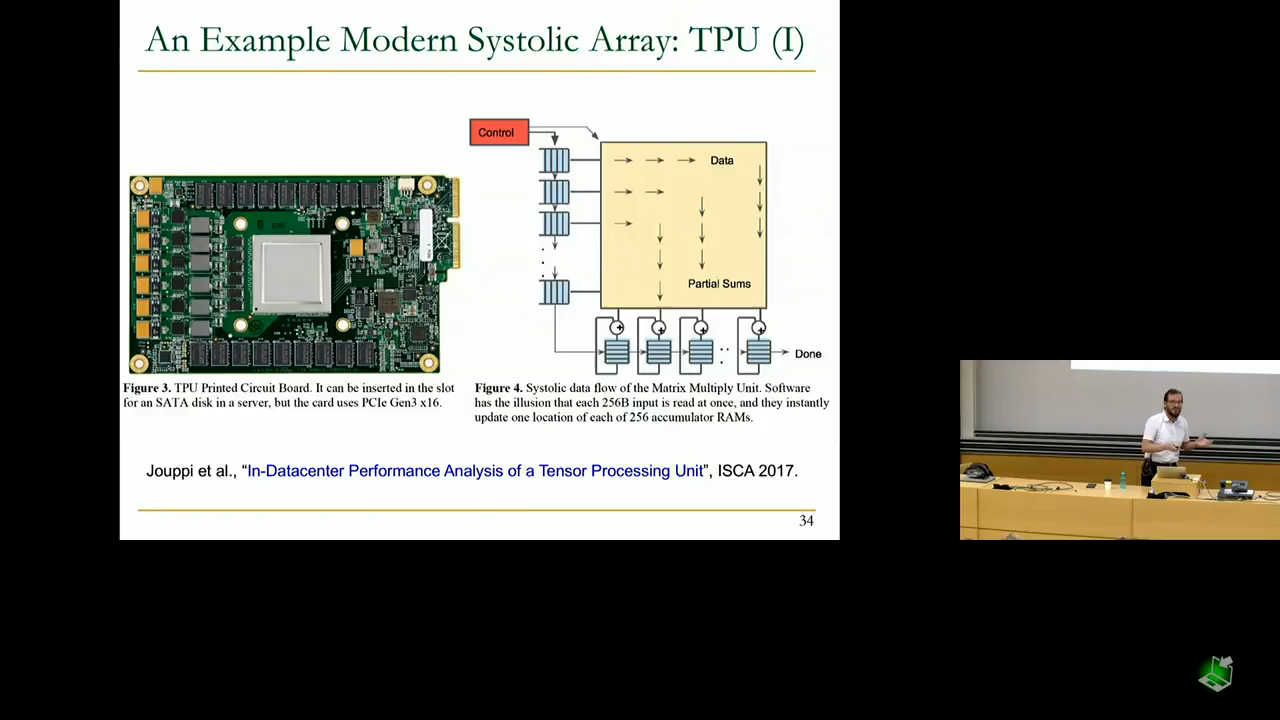 An Example Modern Systolic Array: TPU (I)
Control
Data
Partial Sums
Done
Figure 3. TPU Printed Circuit Board. It can be inserted in the slot
for an SATA disk in a server, but the card uses PCIe Gen3 x16.
Figure 4. Systolic data flow of the Matrix Multiply Unit. Software
has the illusion that each 256B input is read at once, and they instantly
update one location of each of 256 accumulator RAMs.
Jouppi et al., “In-Datacenter Performance Analysis of a Tensor Processing Unit”, ISCA 2017.
34